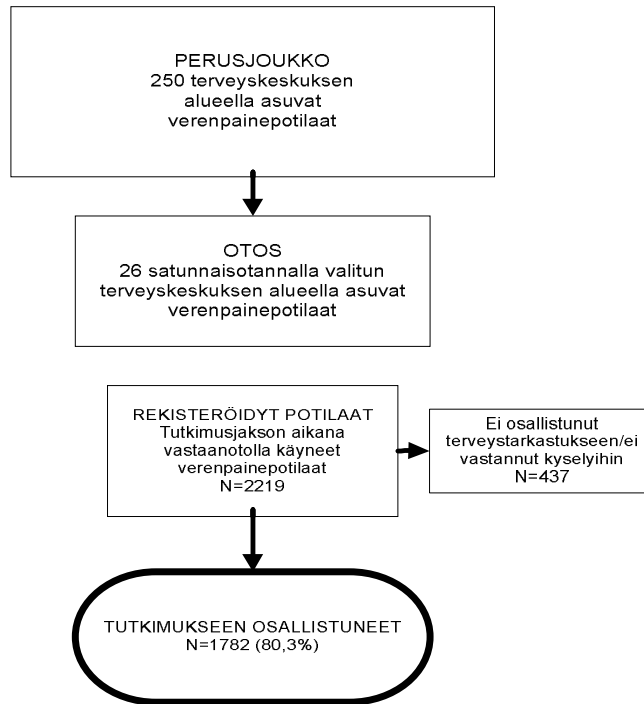 PERUSJOUKKO
250 terveyskeskuksen
alueella asuvat
verenpainepotilaat
OTOS
26 satunnaisotannalla valitun
terveyskeskuksen alueella asuvat
verenpainepotilaat
REKISTERÖIDYT POTILAAT
Tutkimusjakson aikana
vastaanotolla käyneet
verenpainepotilaat
N=2219
Ei osallistunut
terveystarkastukseen/ei
vastannut kyselyihin
N=437
TUTKIMUKSEEN OSALLISTUNEET
N=1782 (80,3%)